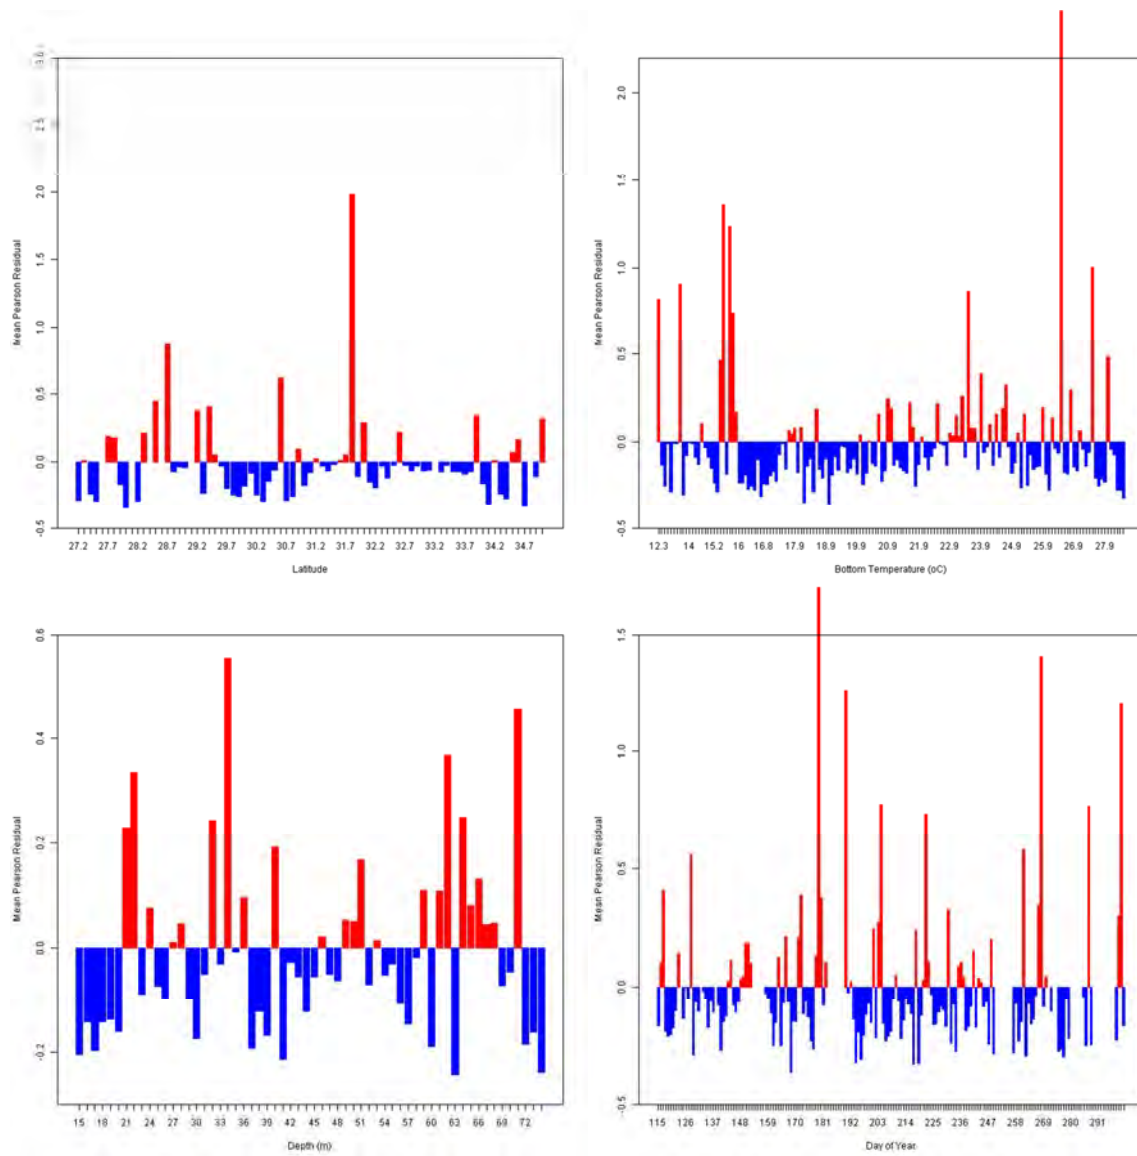 3.0
2.5
2.0
1.5
1.0
0.5
0.0
-0.5
Mean Pearson Residual
27.2 27.7 28.2 28.7 29.2 29.7 30.2 30.7 31.2 31.7 32.2 32.7 33.2 33.7 34.2 34.7
Latitude
2.0
1.5
1.0
0.5
0.0
-0.5
Mean Pearson Residual
12.3 14 15.2 16 16.8 17.9 18.9 19.9 20.9 21.9 22.9 23.9 24.9 25.9 26.9 27.9
Bottom Temperature (oC)
0.6
0.4
0.2
0.0
-0.2
Mean Pearson Residual
15 18 21 24 27 30 33 36 39 42 45 48 51 54 57 60 63 66 69 72
Depth (m)
1.5
1.0
0.5
0.0
-0.5
Mean Pearson Residual
115 126 137 148 159 170 181 192 203 214 225 236 247 258 269 280 291
Day of Year